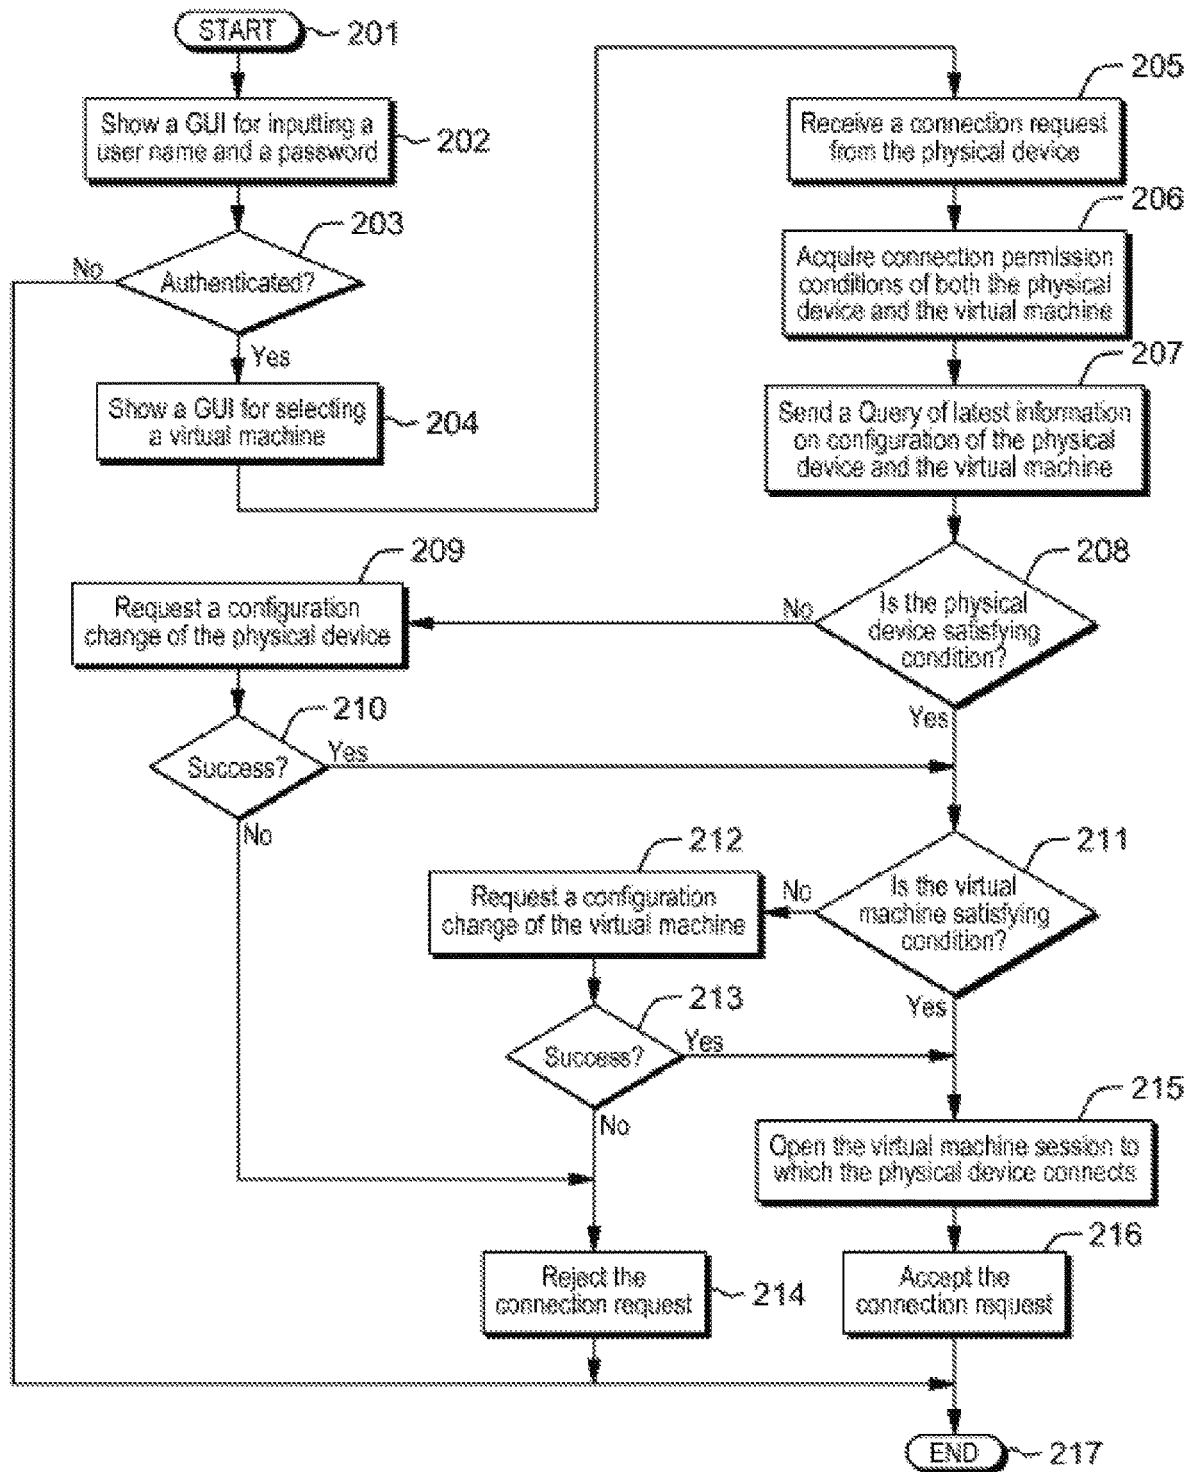 START
201
Show a GUI for inputting a
user name and a password
202
203
Authenticated?
No
Yes
Show a GUI for selecting
a virtual machine
204
205
Receive a connection request
from the physical device
206
Acquire connection permission
conditions of both the physical
device and the virtual machine
207
Send a Query of latest information
on configuration of the physical
device and the virtual machine
208
Is the physical
device satisfying
condition?
No
Yes
209
Request a configuration
change of the physical device
210
Success?
Yes
No
211
Is the virtual
machine satisfying
condition?
No
Yes
212
Request a configuration
change of the virtual machine
213
Success?
Yes
No
215
Open the virtual machine session to
which the physical device connects
Reject the
connection request
214
216
Accept the
connection request
END
217